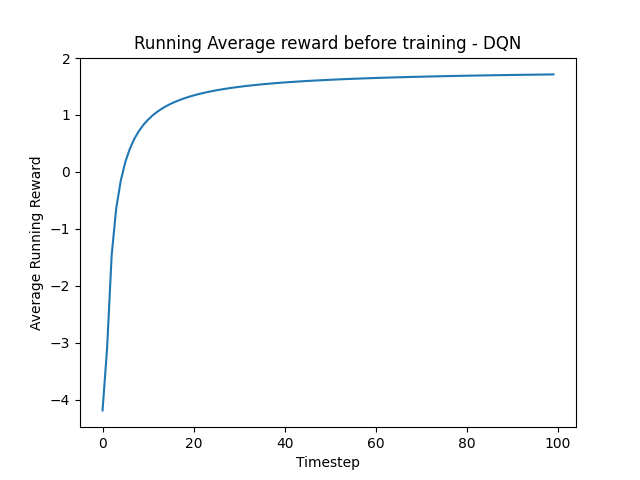 Running Average reward before training - DQN
2
1
0
−1
−2
−3
−4
Average Running Reward
0 20 40 60 80 100
Timestep